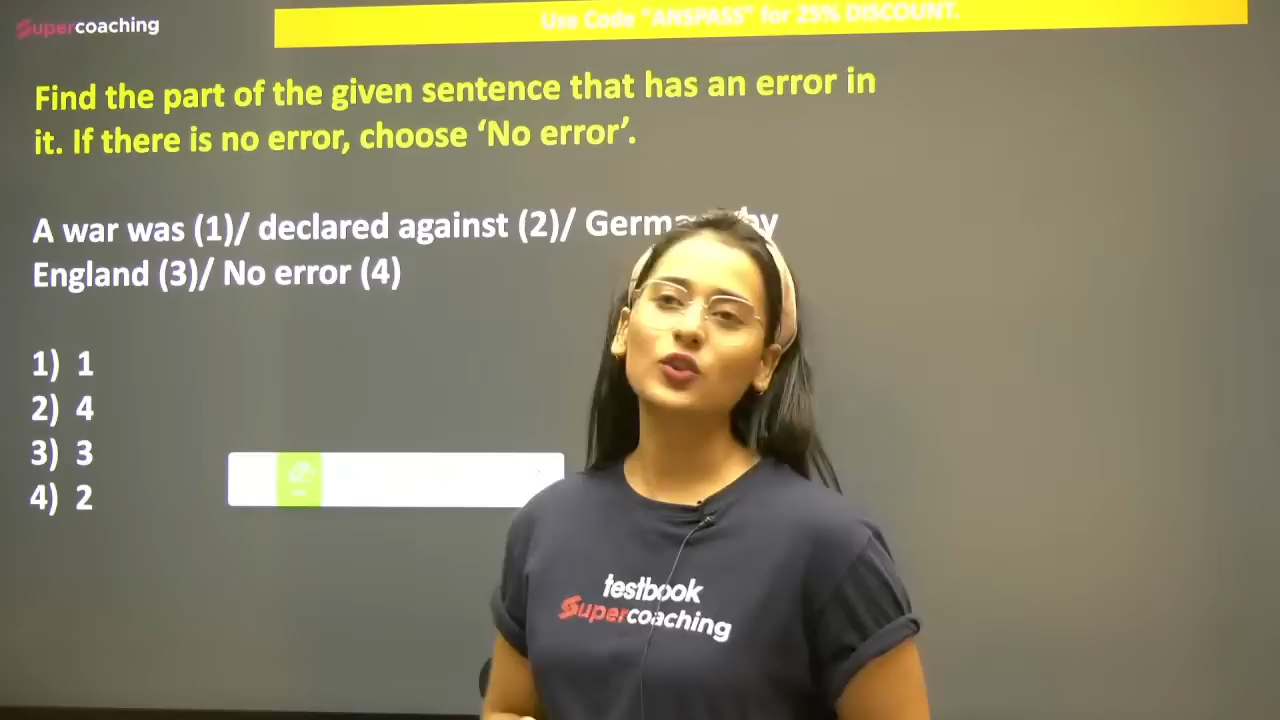 Supercoaching
Use Code "ANSPASS" for 25% DISCOUNT.
Find the part of the given sentence that has an error in
it. If there is no error, choose ‘No error’.
A war was (1)/ declared against (2)/ by
England (3)/ No error (4)
1) 1
2) 4
3) 3
4) 2
testbook
Supercoaching